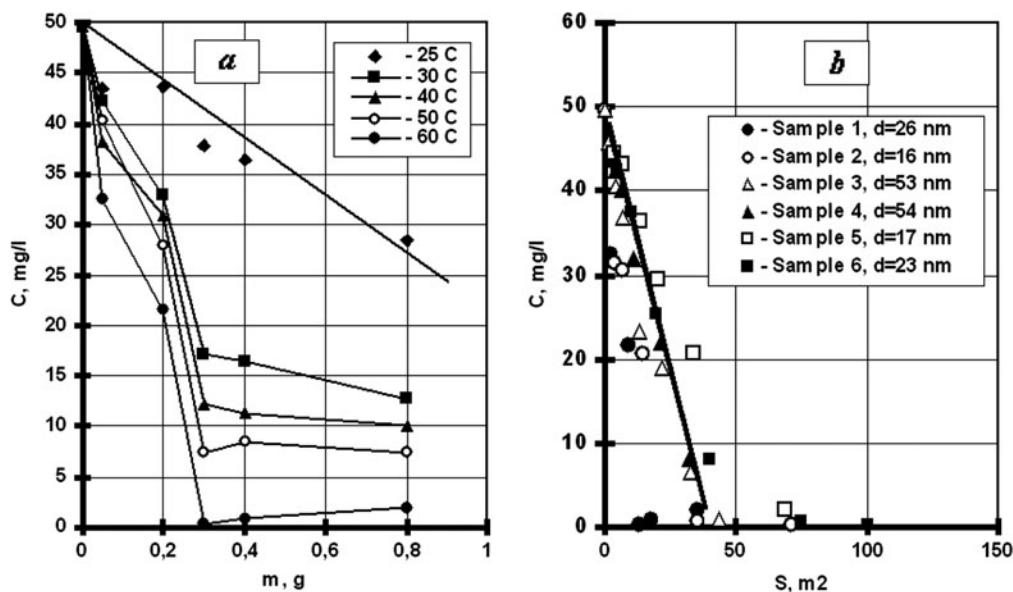 a
- 25 C
- 30 C
- 40 C
- 50 C
- 60 C
50
45
40
35
30
25
20
15
10
5
0
C, mg/l
0
0,2
0,4
0,6
0,8
1
m, g
b
- Sample 1, d=26 nm
- Sample 2, d=16 nm
- Sample 3, d=53 nm
- Sample 4, d=54 nm
- Sample 5, d=17 nm
- Sample 6, d=23 nm
60
50
40
30
20
10
0
C, mg/l
0
50
100
150
S, m2